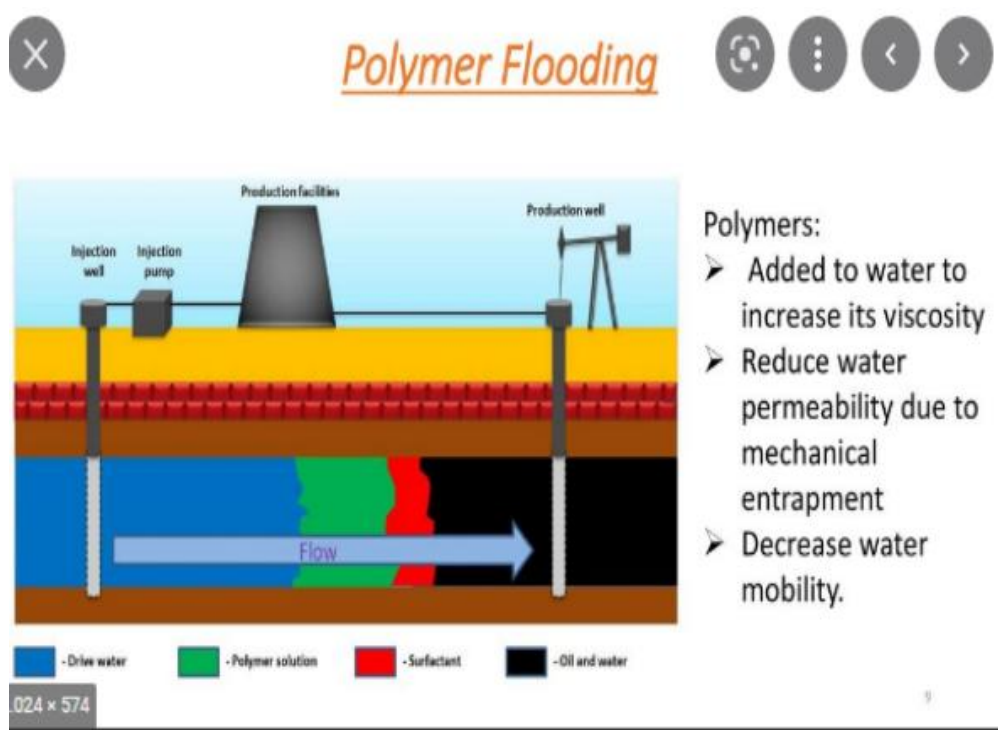 Polymer Flooding
Production facilities
Production well
Injection
well
Injection
pump
Polymers:
➤ Added to water to
increase its viscosity
➤ Reduce water
permeability due to
mechanical
entrapment
➤ Decrease water
mobility.
Flow
- Drive water
- Polymer solution
- Surfactant
- Oil and water
.024 × 574
9